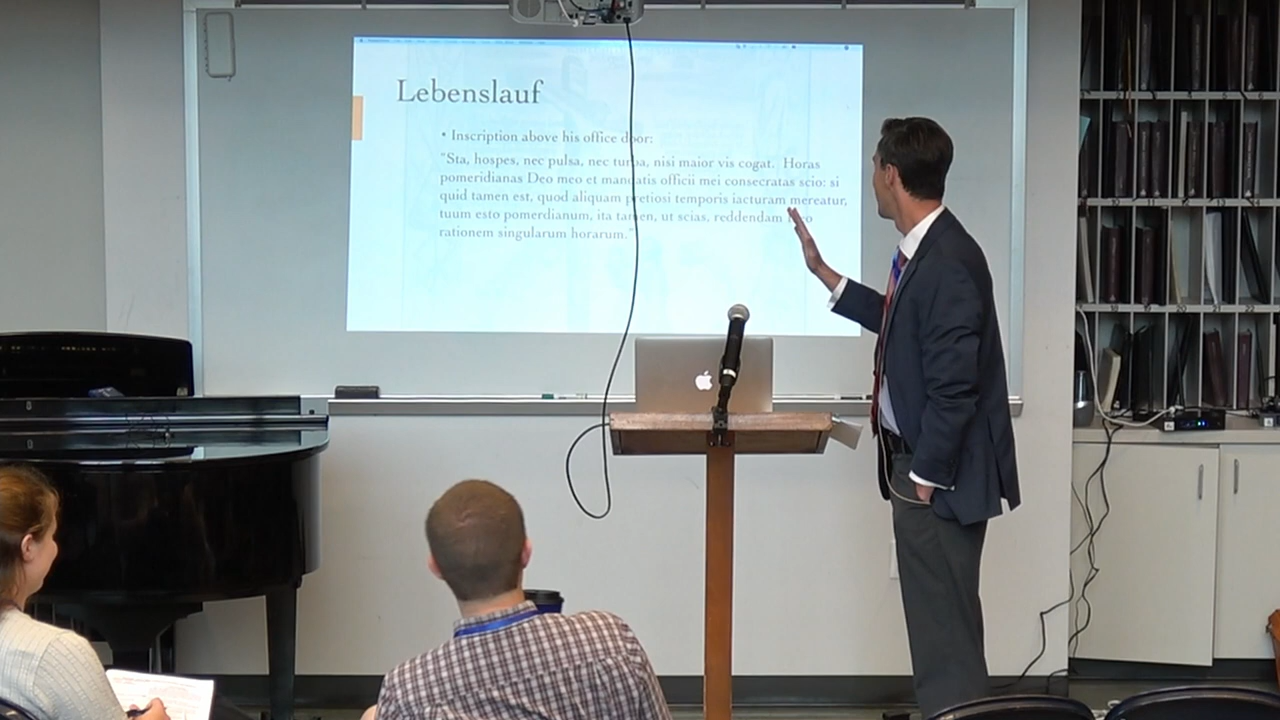 Lebenslauf
• Inscription above his office door:
"Sta, hospes, nec pulsa, nec turba, nisi maior vis cogat. Horas
pomeridianas Deo meo et mandatis officii mei consecratas scio: si
quid tamen est, quod aliquam pretiosi temporis iacturam mereatur,
tuum esto pomerdianum, ita tamen, ut scias, reddendam
rationem singularum horarum."